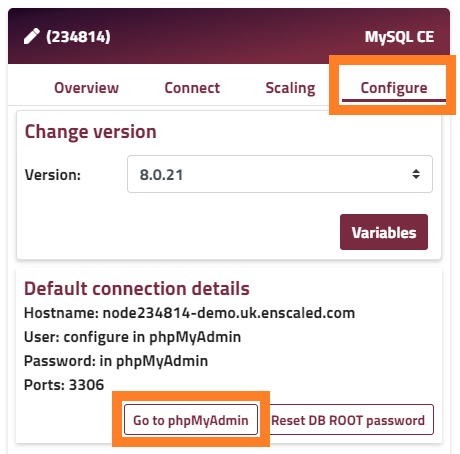 (234814) MySQL CE
Overview Connect Scaling Configure
Change version
Version: 8.0.21
Variables
Default connection details
Hostname: node234814-demo.uk.enscaled.com
User: configure in phpMyAdmin
Password: in phpMyAdmin
Ports: 3306
Go to phpMyAdmin Reset DB ROOT password